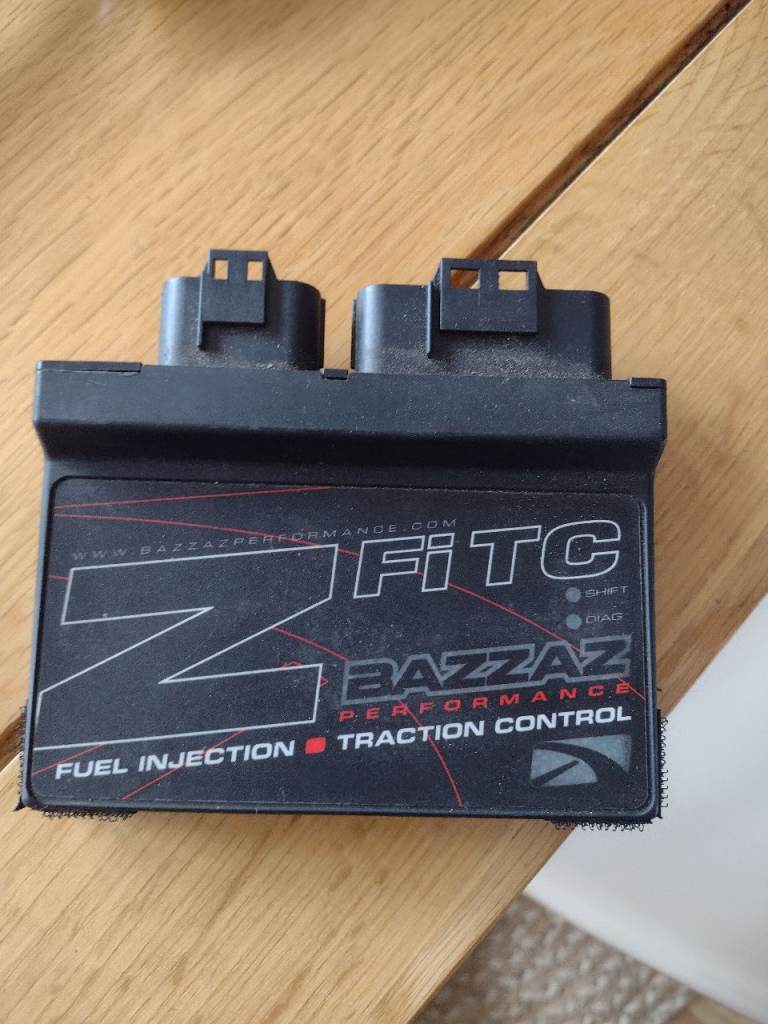 WWW.BAZZAZPERFORMANCE.COM
Z Fi TC
SHIFT
DIAG
BAZZAZ
PERFORMANCE
FUEL INJECTION ■ TRACTION CONTROL